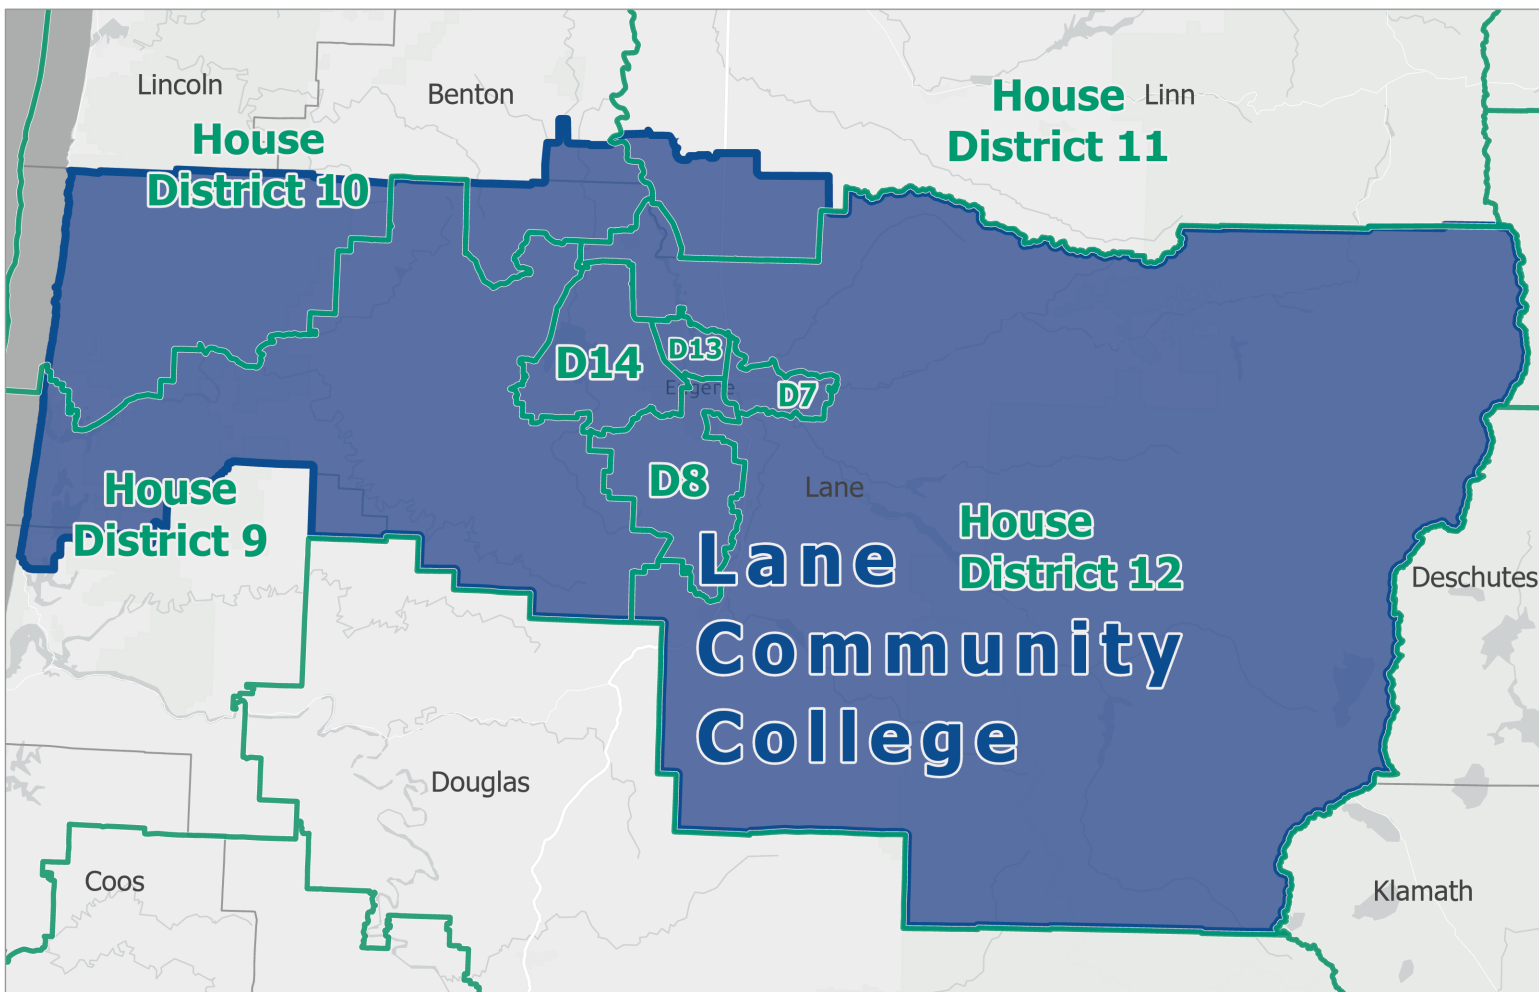 Lincoln
Benton
House
District 10
House
District 11
Linn
D14
D13
Eugene
D7
House
District 9
D8
Lane
House
District 12
Lane
Community
College
Deschutes
Douglas
Coos
Klamath